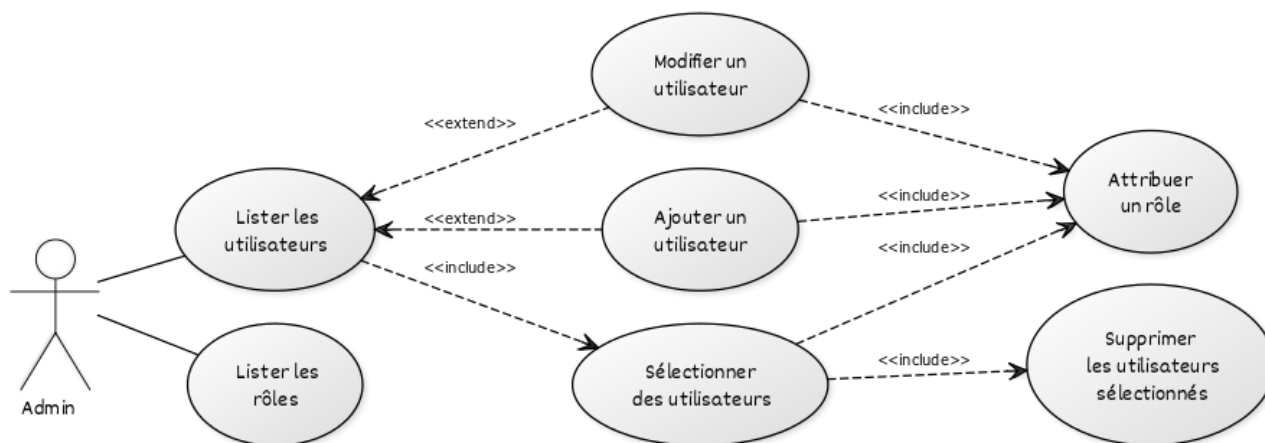 Modifier un
utilisateur
<<extend>>
<<include>>
Attribuer
un rôle
Lister les
utilisateurs
<<extend>>
Ajouter un
utilisateur
<<include>>
<<include>>
<<include>>
Admin
Lister les
rôles
Sélectionner
des utilisateurs
<<include>>
Supprimer
les utilisateurs
sélectionnés